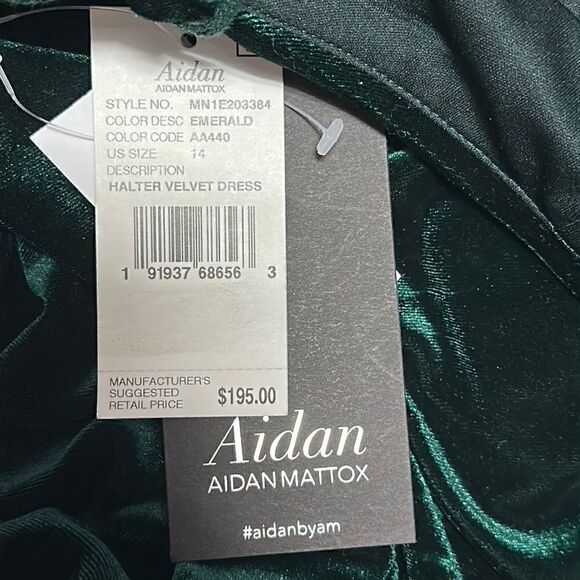 Aidan
AIDAN MATTOX
STYLE NO. MN1E203384
COLOR DESC EMERALD
COLOR CODE AA440
US SIZE 14
DESCRIPTION
HALTER VELVET DRESS
1 91937 68656 3
MANUFACTURER'S
SUGGESTED
RETAIL PRICE $195.00
Aidan
AIDAN MATTOX
#aidanbyam